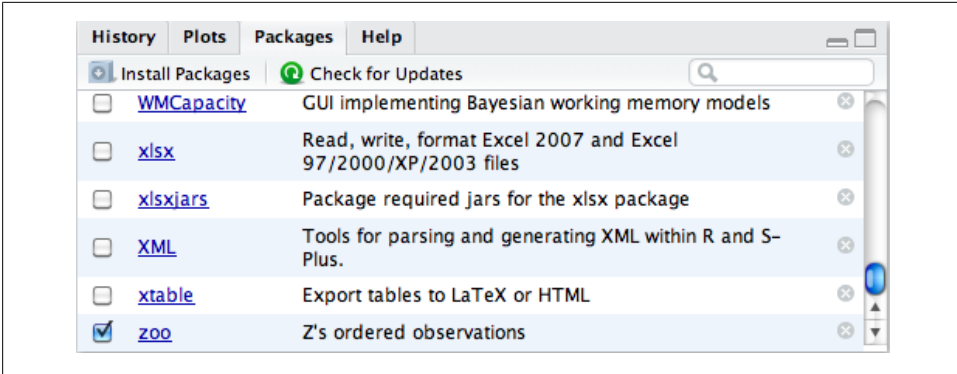 History Plots Packages Help
Install Packages Check for Updates
WMCapacity GUI implementing Bayesian working memory models
xlsx Read, write, format Excel 2007 and Excel
97/2000/XP/2003 files
xlsxjars Package required jars for the xlsx package
XML Tools for parsing and generating XML within R and S-
Plus.
xtable Export tables to LaTeX or HTML
zoo Z's ordered observations